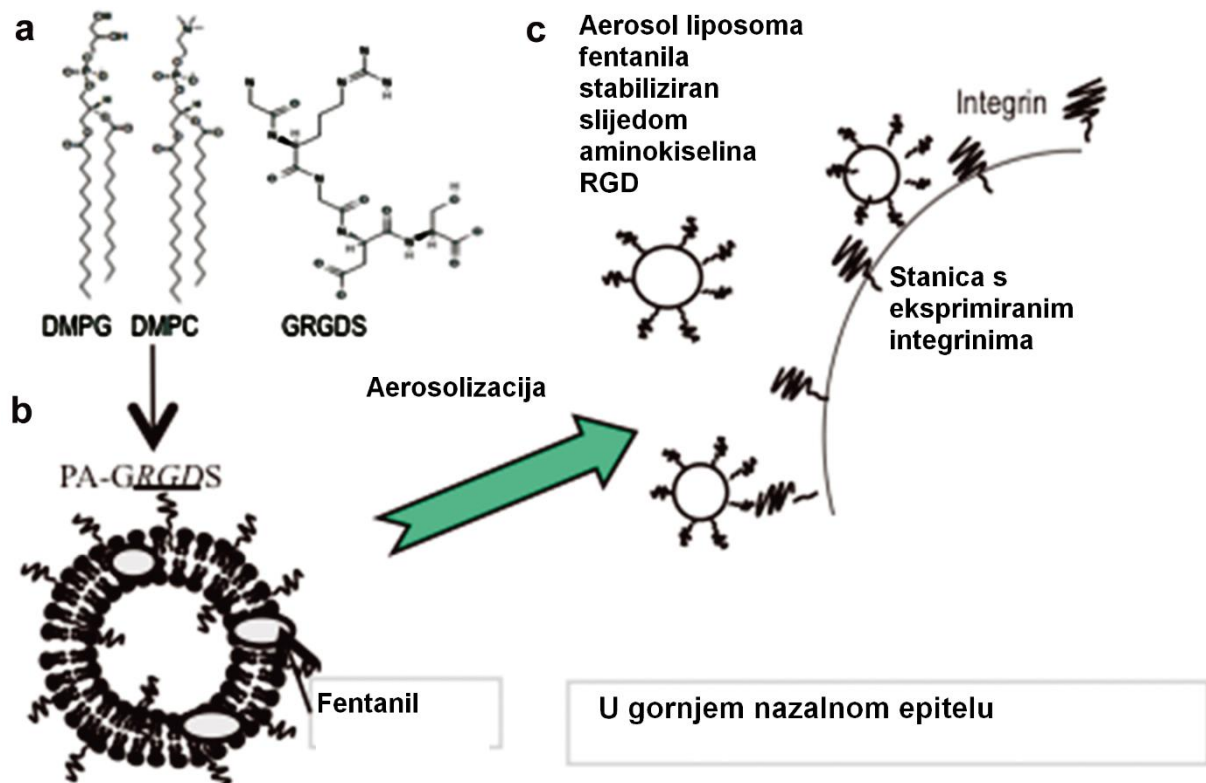 a
DMPG DMPC GRGDS
b
PA-GRGDS
Fentanil
Aerosolizacija
c
Aerosol liposoma
fentanila
stabiliziran
slijedom
aminokiselina
RGD
Integrin
Stanica s
eksprimiranim
integrinima
U gornjem nazalnom epitelu